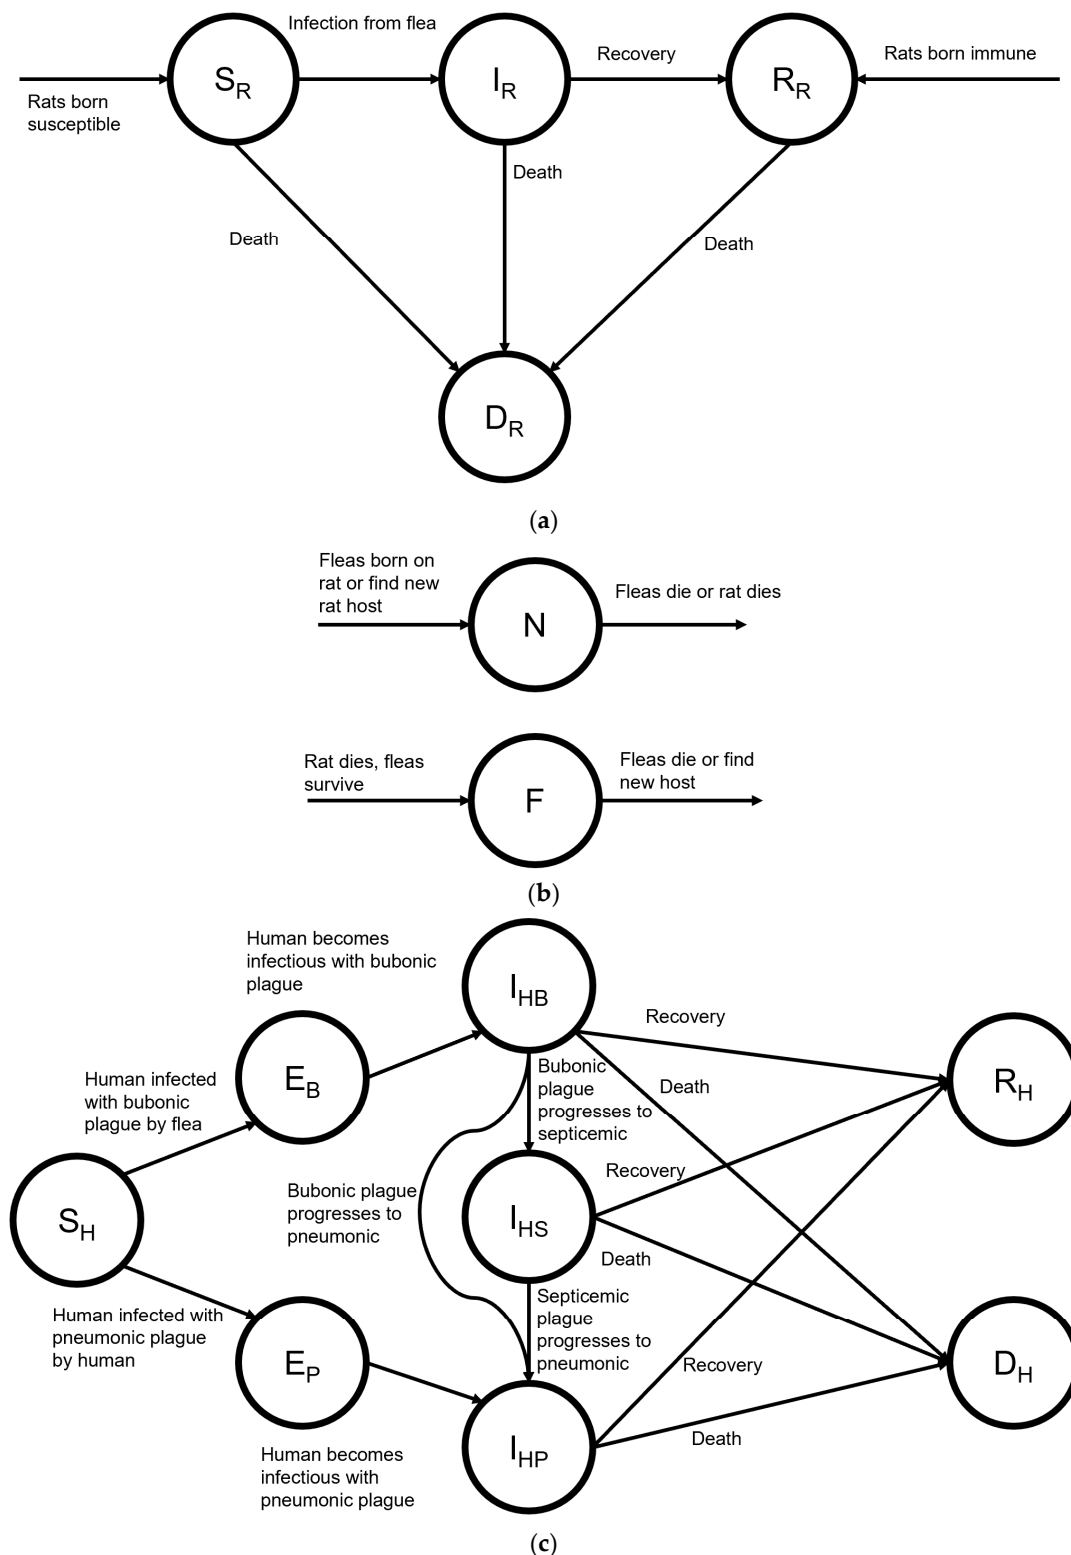 Infection from flea
Recovery
Rats born immune
S_R
I_R
R_R
Rats born
susceptible
Death
Death
Death
D_R
(a)
Fleas born on
rat or find new
rat host
N
Fleas die or rat dies
Rat dies, fleas
survive
F
Fleas die or find
new host
(b)
Human becomes
infectious with bubonic
plague
I_HB
Recovery
E_B
R_H
Human infected
with bubonic
plague by flea
Bubonic
plague
progresses to
septicemic
Death
Recovery
Bubonic plague
progresses to
pneumonic
S_H
I_HS
Death
Human infected with
pneumonic plague
by human
Septicemic
plague
progresses to
pneumonic
E_P
Recovery
D_H
Human becomes
infectious with
pneumonic plague
I_HP
Death
(c)